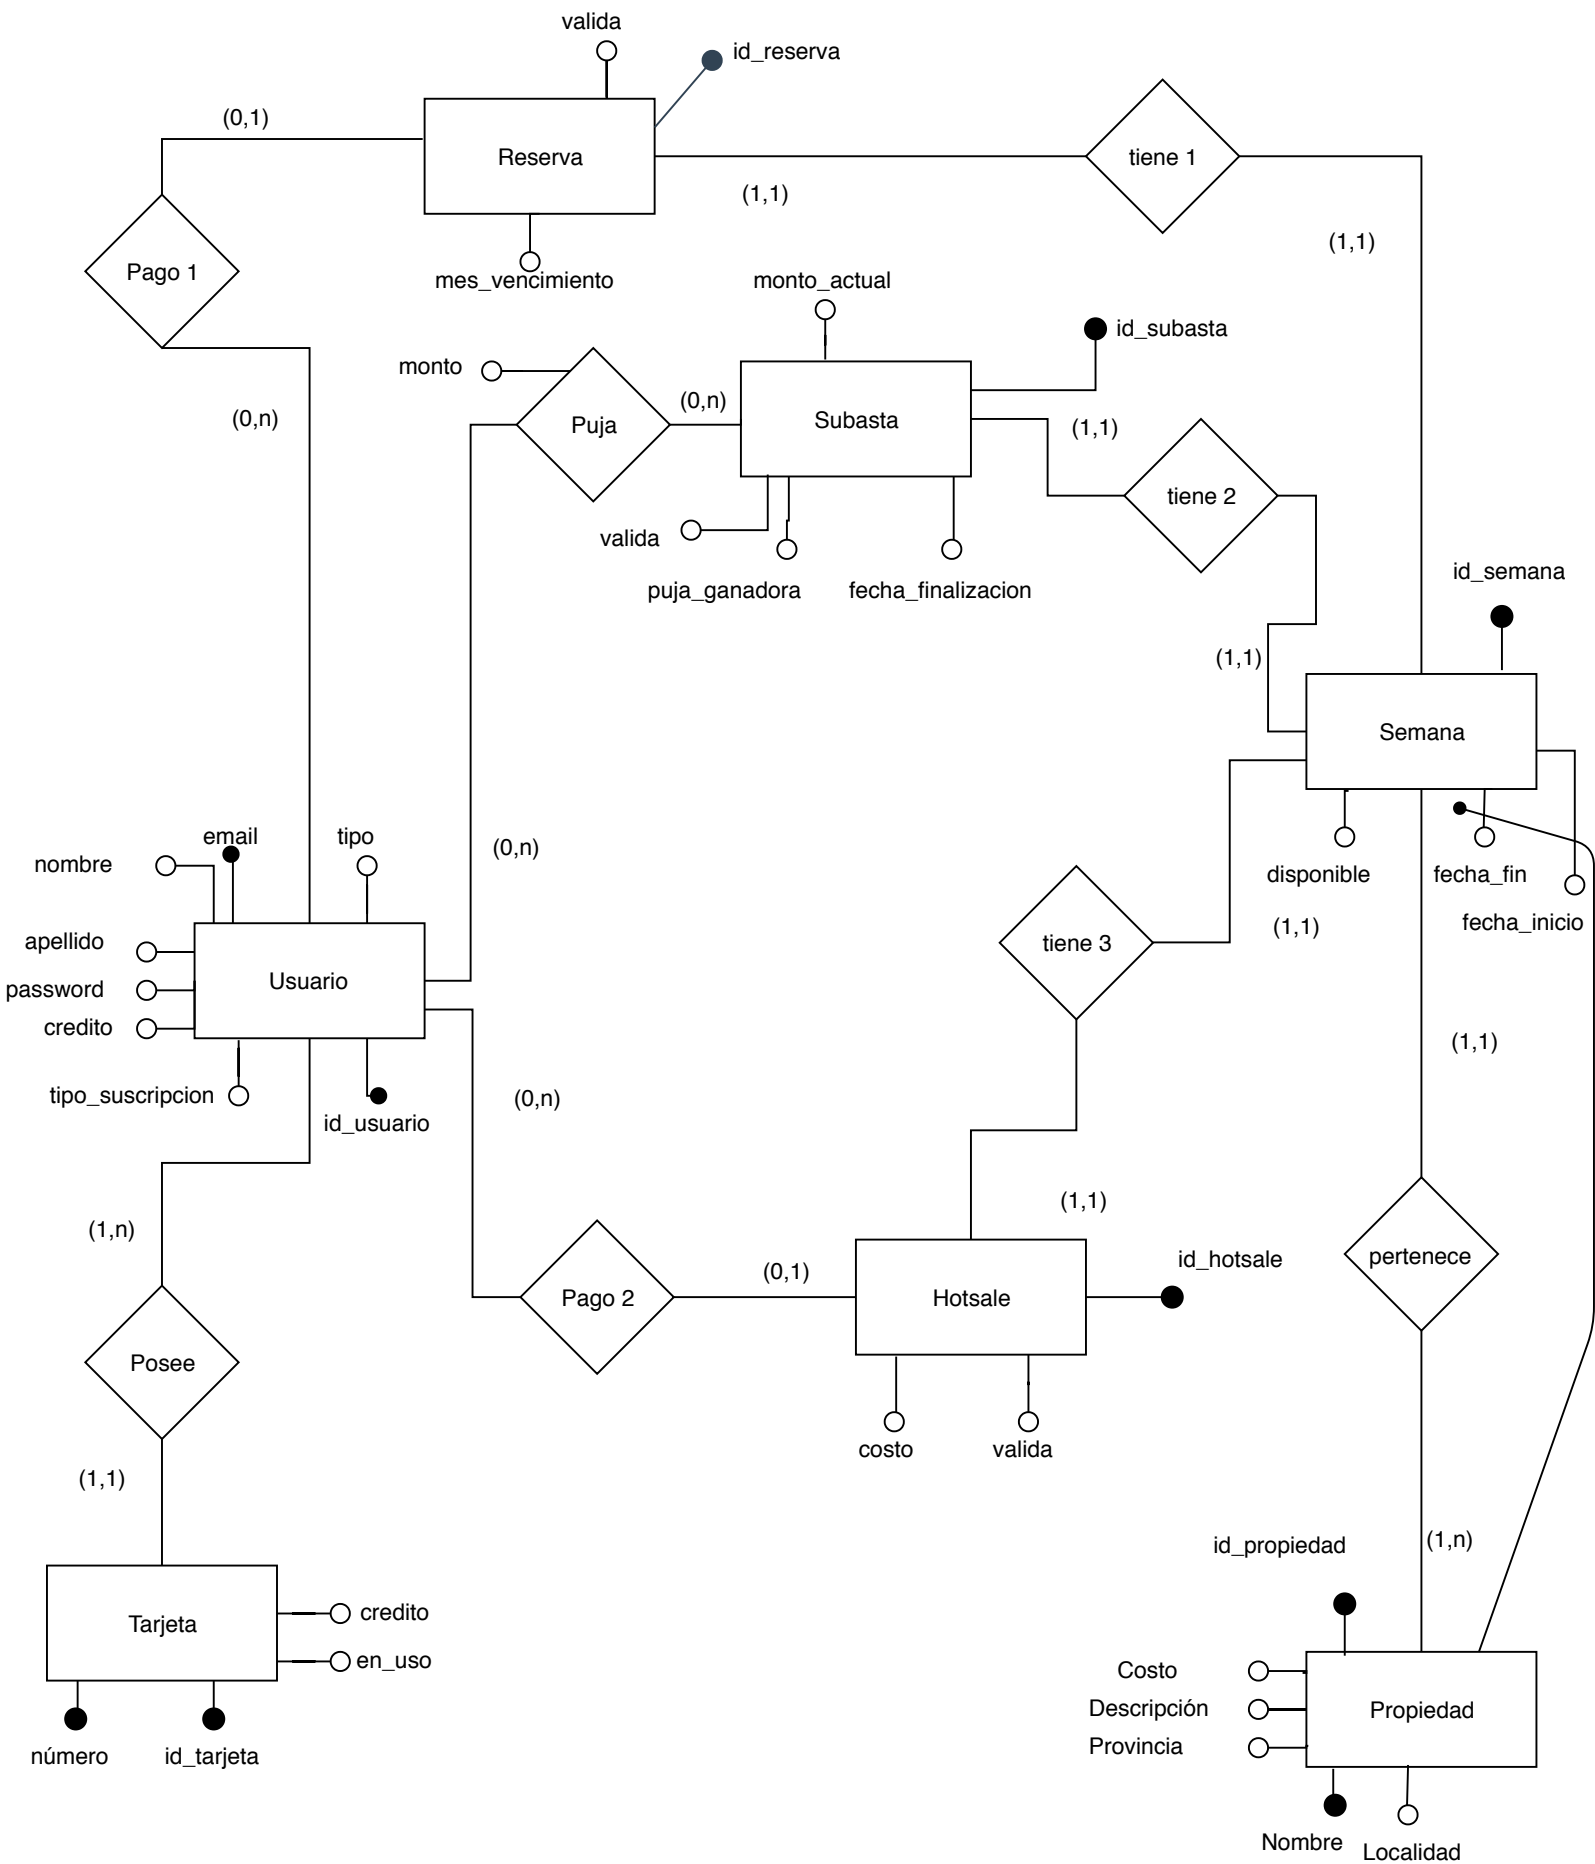 valida
id_reserva
(0,1)
Reserva
tiene 1
(1,1)
(1,1)
Pago 1
mes_vencimiento
monto_actual
id_subasta
monto
(0,n)
Subasta
(1,1)
(0,n)
Puja
tiene 2
valida
puja_ganadora
fecha_finalizacion
id_semana
(1,1)
Semana
email
tipo
nombre
(0,n)
disponible
fecha_fin
fecha_inicio
(1,1)
apellido
tiene 3
Usuario
password
credito
(1,1)
tipo_suscripcion
(0,n)
id_usuario
(1,n)
(1,1)
id_hotsale
pertenece
(0,1)
Pago 2
Hotsale
Posee
costo
valida
(1,1)
id_propiedad
(1,n)
credito
Tarjeta
en_uso
Costo
Descripción
Propiedad
Provincia
número
id_tarjeta
Nombre
Localidad